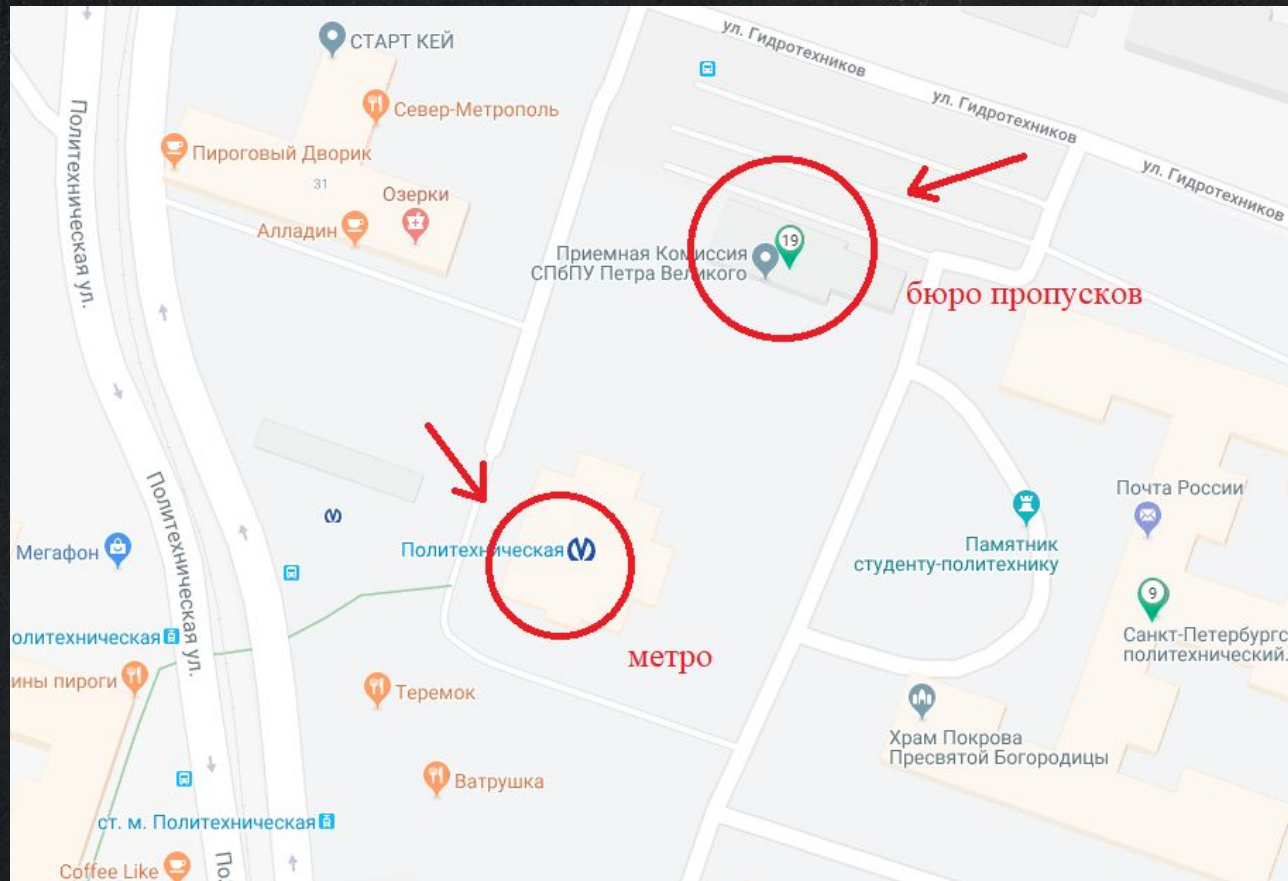 СТАРТ КЕЙ
ул. Гидротехников
ул. Гидротехников
ул. Гидротехников
Политехническая ул.
Север-Метрополь
Пироговый Дворик
31
Озерки
Алладин
19
Приемная Комиссия
СПбПУ Петра Великого
бюро пропусков
Политехническая ул.
Почта России
Мегафон
Политехническая
Памятник
студенту-политехнику
9
Санкт-Петербургс
политехнический.
олитехническая
метро
ины пироги
Теремок
Храм Покрова
Пресвятой Богородицы
Ватрушка
ст. м. Политехническая
Coffee Like
По.